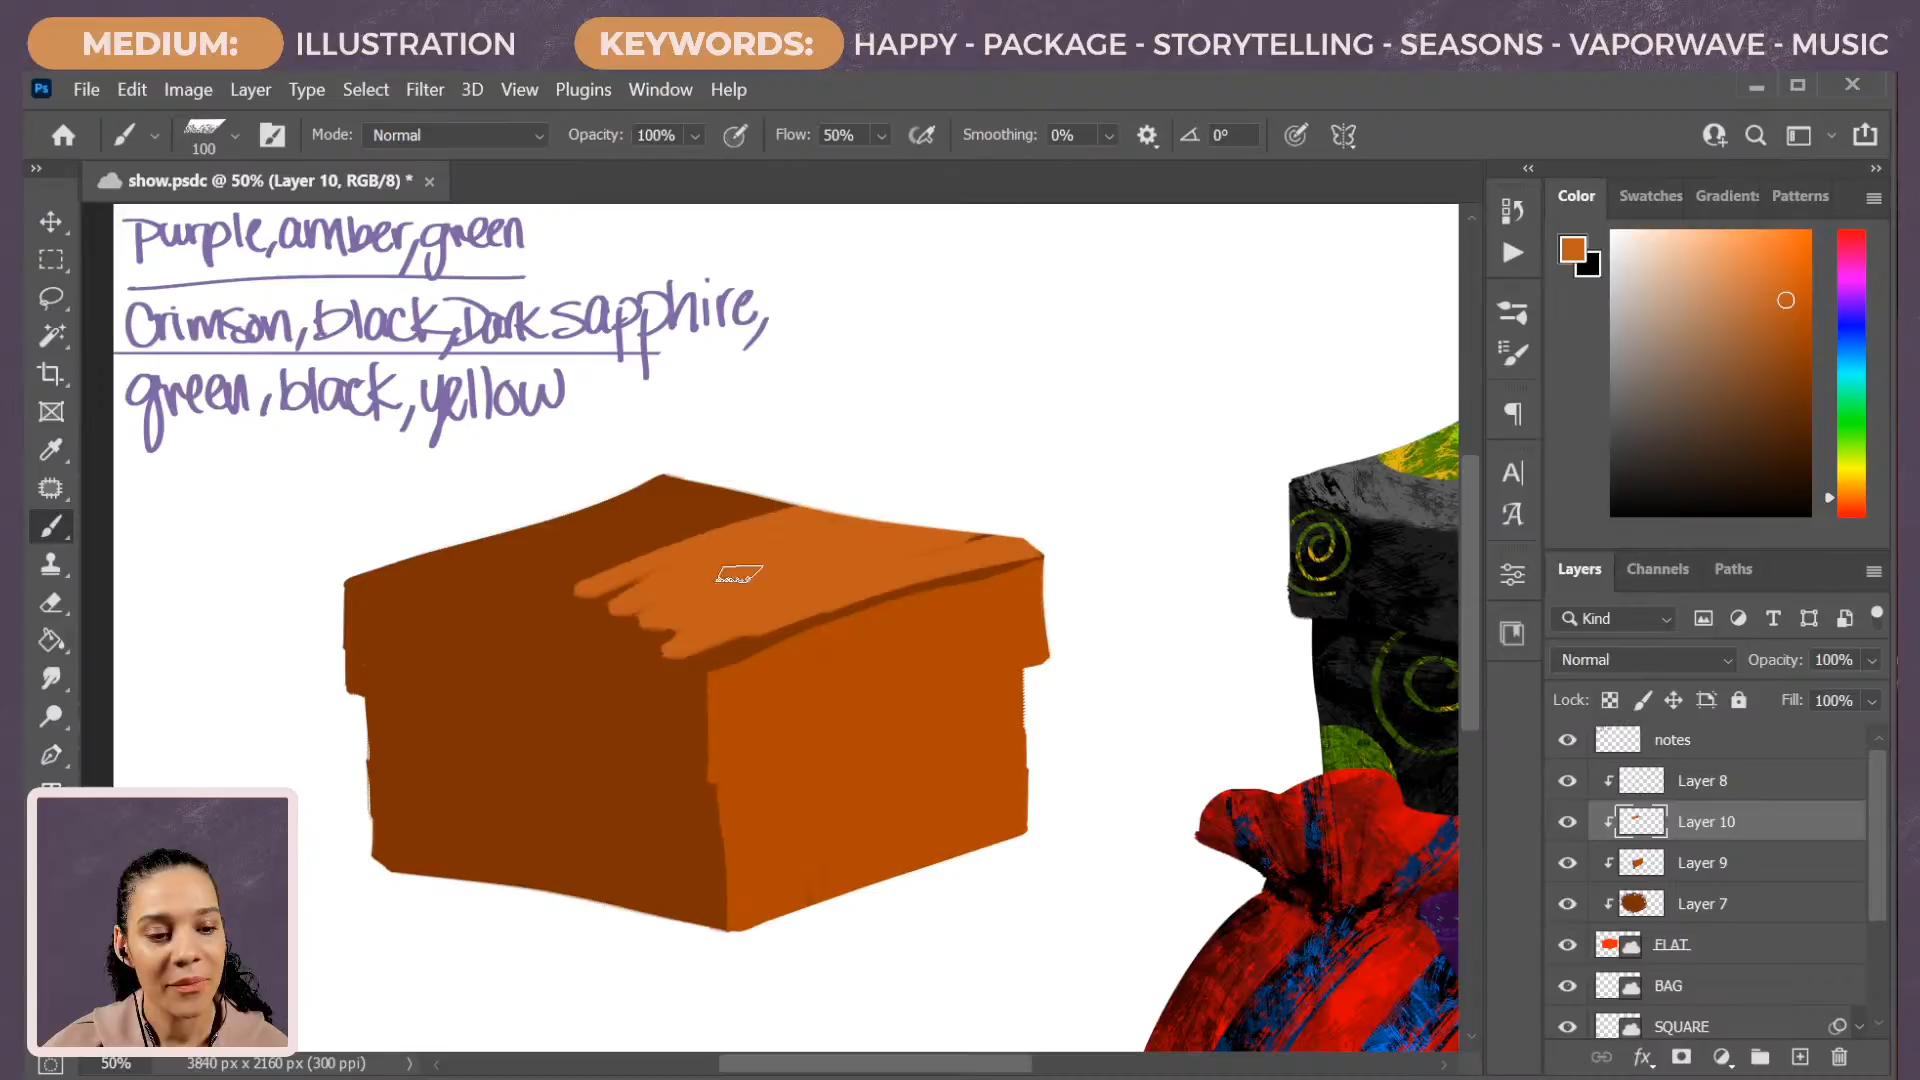 MEDIUM: ILLUSTRATION KEYWORDS: HAPPY - PACKAGE - STORYTELLING - SEASONS - VAPORWAVE - MUSIC
Ps File Edit Image Layer Type Select Filter 3D View Plugins Window Help
100 Mode: Normal Opacity: 100% Flow: 50% Smoothing: 0% 0°
show.psdc @ 50% (Layer 10, RGB/8) *
purple, amber, green
Crimson, black, Dark sapphire,
green, black, yellow
Color Swatches Gradients Patterns
Layers Channels Paths
Kind
Normal Opacity: 100%
Lock: Fill: 100%
notes
Layer 8
Layer 10
Layer 9
Layer 7
FLAT
BAG
SQUARE
50% 3840 px x 2160 px (300 ppi)